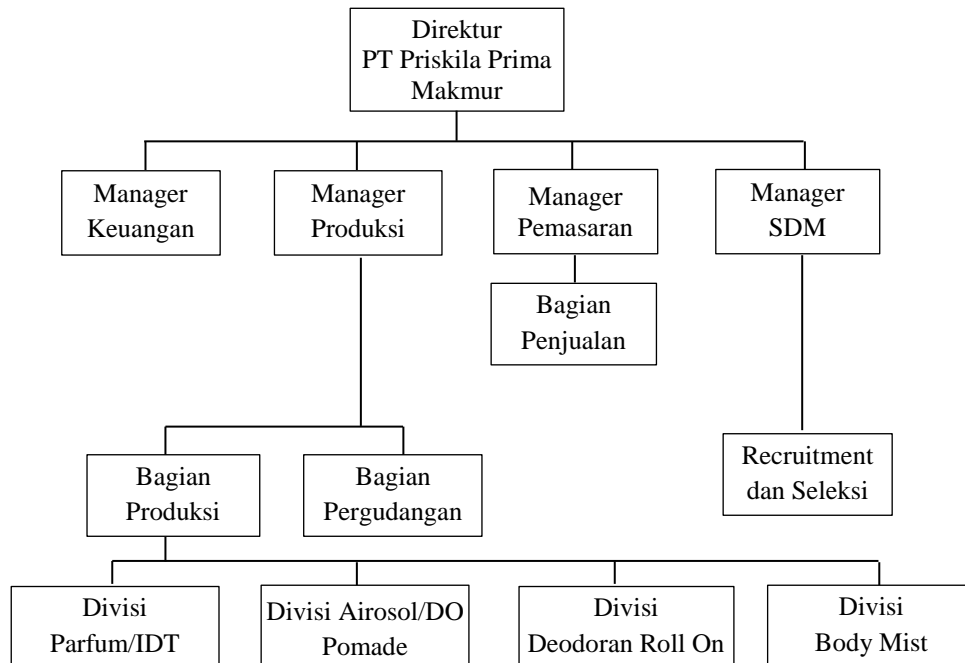 Direktur
PT Priskila Prima
Makmur
Manager
Keuangan
Manager
Produksi
Manager
Pemasaran
Manager
SDM
Bagian
Penjualan
Bagian
Produksi
Bagian
Pergudangan
Recruitment
dan Seleksi
Divisi
Parfum/IDT
Divisi Airosol/DO
Pomade
Divisi
Deodoran Roll On
Divisi
Body Mist